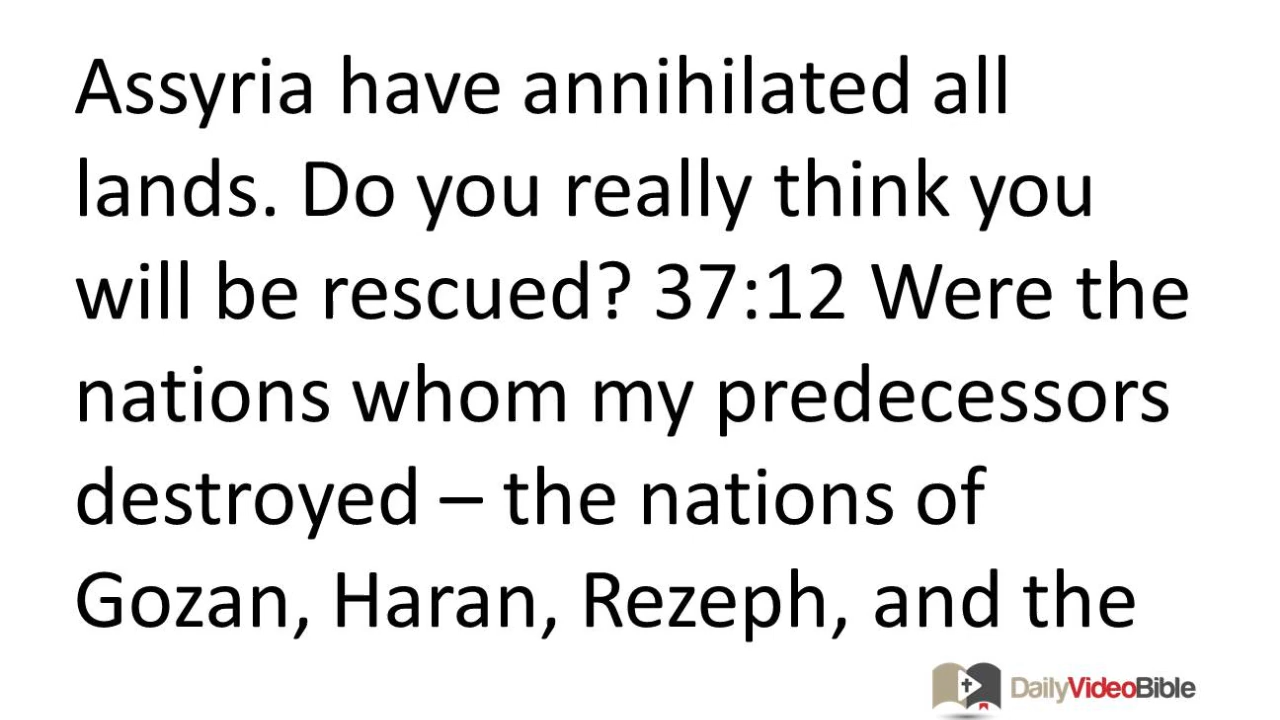 Assyria have annihilated all
lands. Do you really think you
will be rescued? 37:12 Were the
nations whom my predecessors
destroyed – the nations of
Gozan, Haran, Rezeph, and the
DailyVideoBible